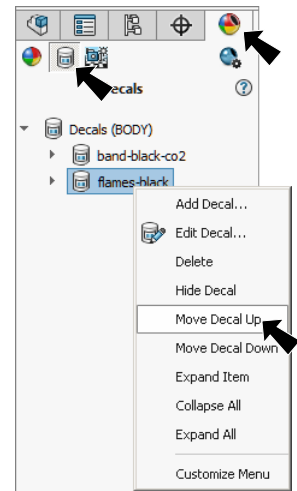 Decals
Decals (BODY)
band-black-co2
flames-black
Add Decal...
Edit Decal...
Delete
Hide Decal
Move Decal Up
Move Decal Down
Expand Item
Collapse All
Expand All
Customize Menu